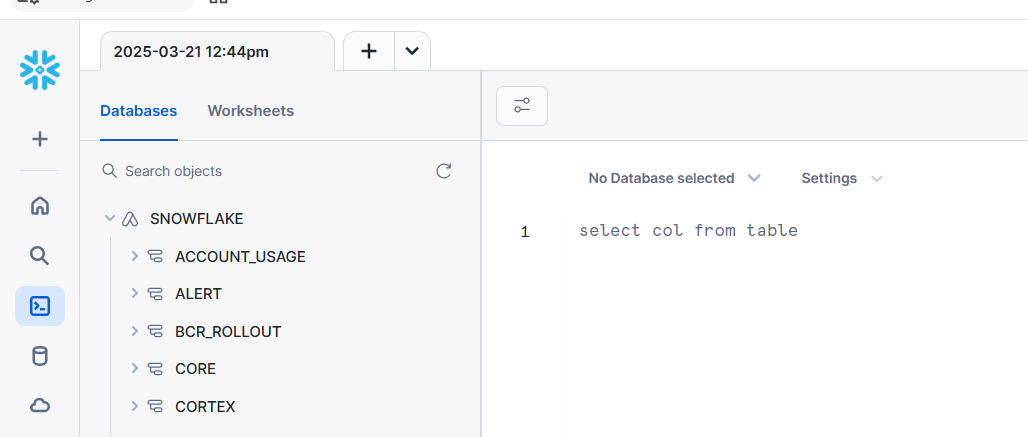 2025-03-21 12:44pm
Databases
Worksheets
Search objects
No Database selected
Settings
SNOWFLAKE
1 select col from table
ACCOUNT_USAGE
ALERT
BCR_ROLLOUT
CORE
CORTEX